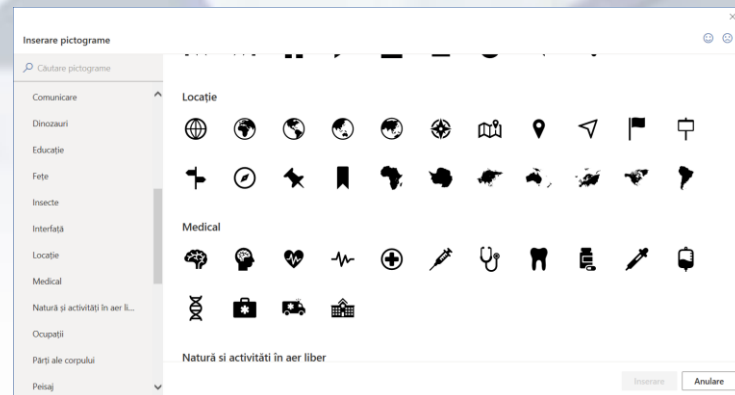 Inserare pictograme
Căutare pictograme
Comunicare
Dinozauri
Educație
Fețe
Insecte
Interfață
Locație
Medical
Natură și activități în aer li...
Ocupații
Părți ale corpului
Peisaj
Locație
Medical
Natură și activități în aer liber
Inserare
Anulare